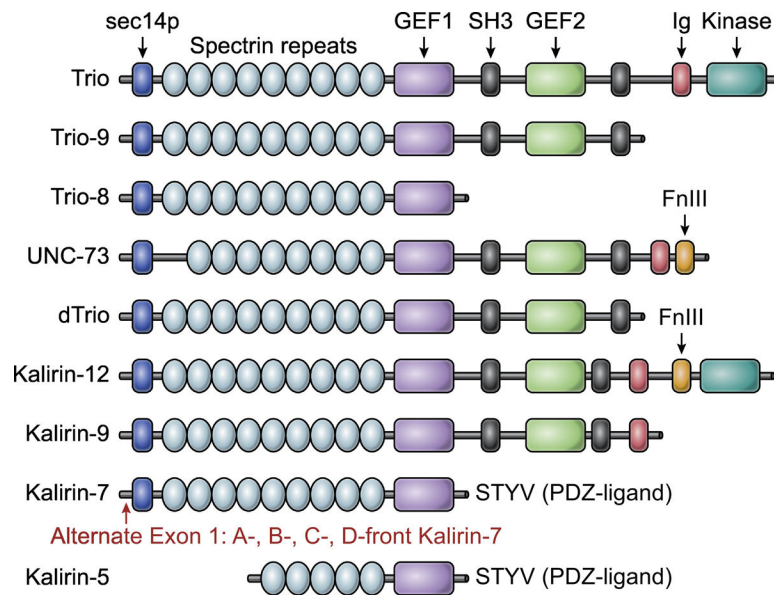 sec14p GEF1 SH3 GEF2 Ig Kinase
Spectrin repeats
Trio
Trio-9
Trio-8
FnIII
UNC-73
dTrio
FnIII
Kalirin-12
Kalirin-9
Kalirin-7 STYV (PDZ-ligand)
Alternate Exon 1: A-, B-, C-, D-front Kalirin-7
Kalirin-5 STYV (PDZ-ligand)